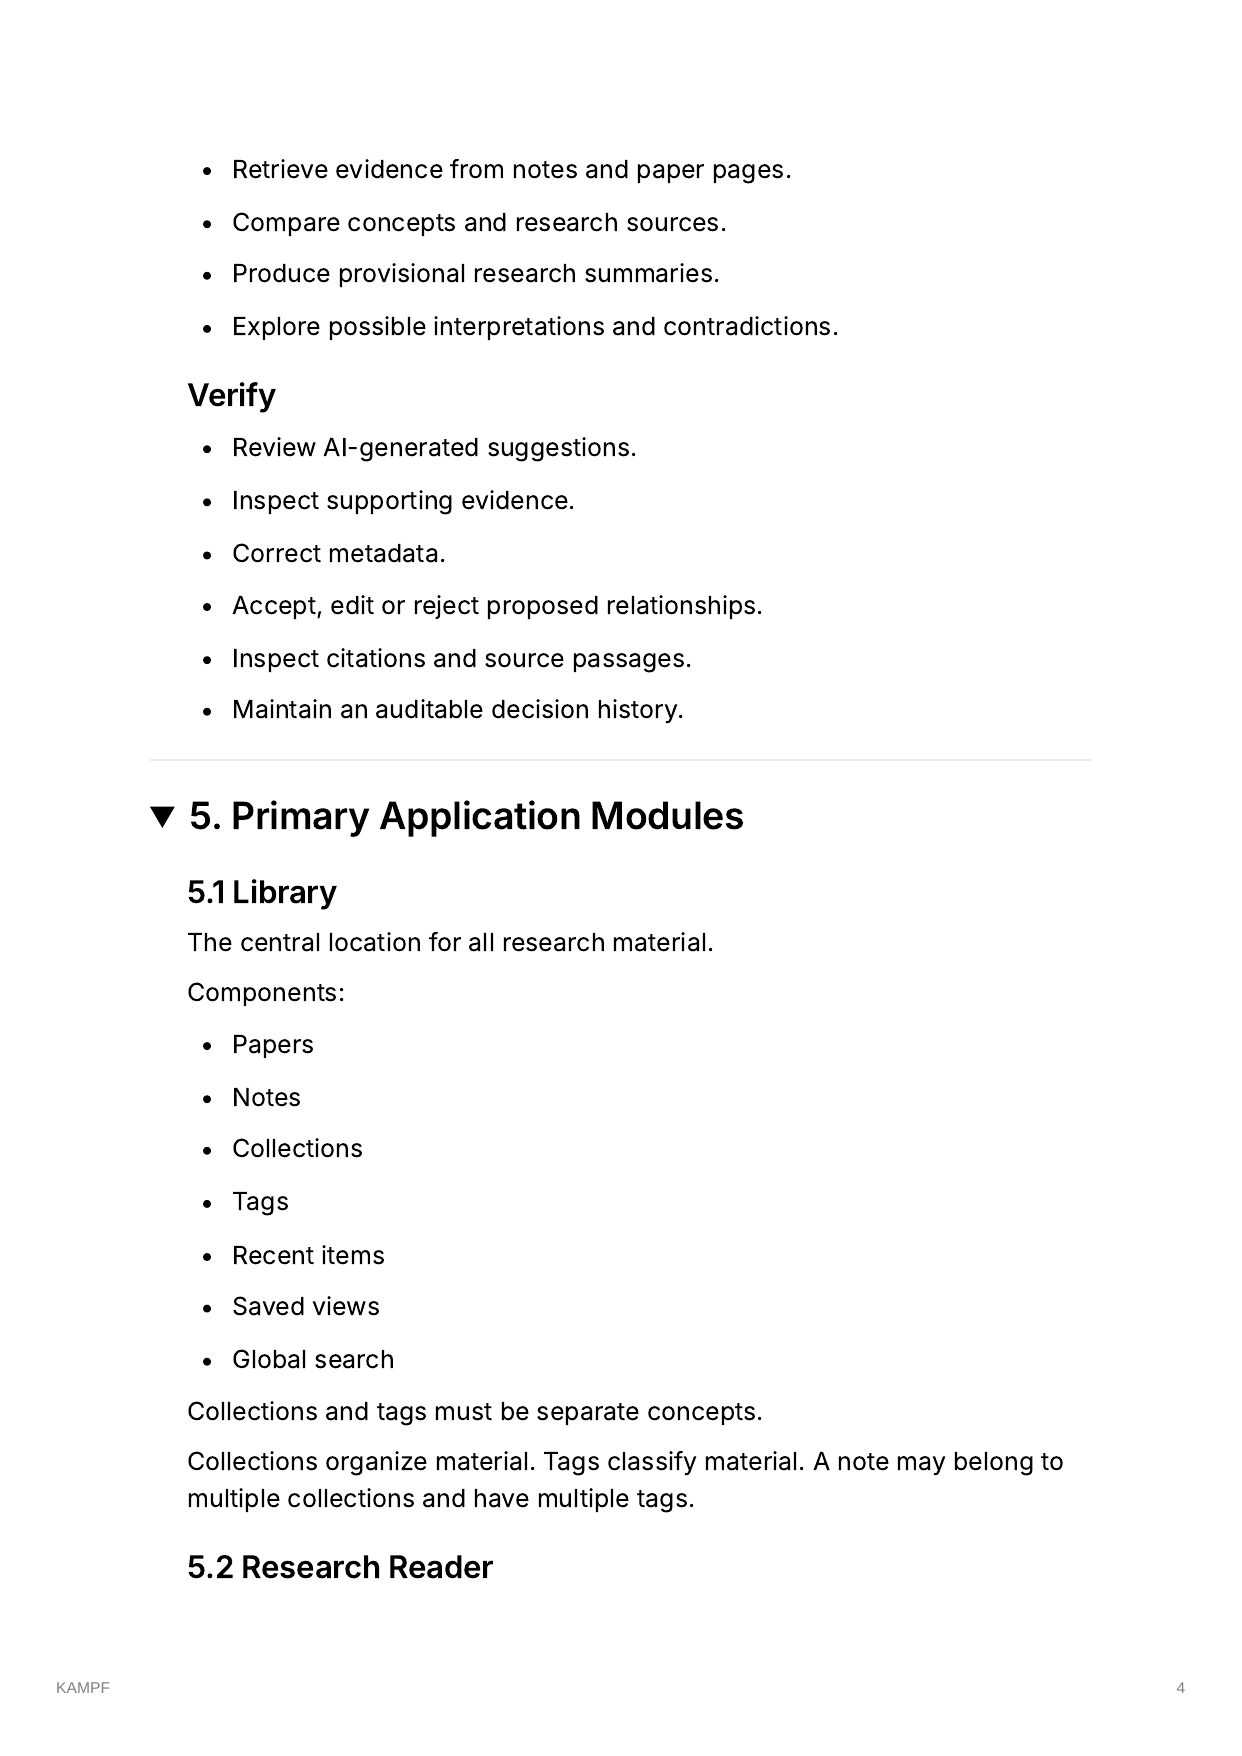 • Retrieve evidence from notes and paper pages.
• Compare concepts and research sources.
• Produce provisional research summaries.
• Explore possible interpretations and contradictions.
Verify
• Review AI-generated suggestions.
• Inspect supporting evidence.
• Correct metadata.
• Accept, edit or reject proposed relationships.
• Inspect citations and source passages.
• Maintain an auditable decision history.
▼ 5. Primary Application Modules
5.1 Library
The central location for all research material.
Components:
• Papers
• Notes
• Collections
• Tags
• Recent items
• Saved views
• Global search
Collections and tags must be separate concepts.
Collections organize material. Tags classify material. A note may belong to
multiple collections and have multiple tags.
5.2 Research Reader
KAMPF 4